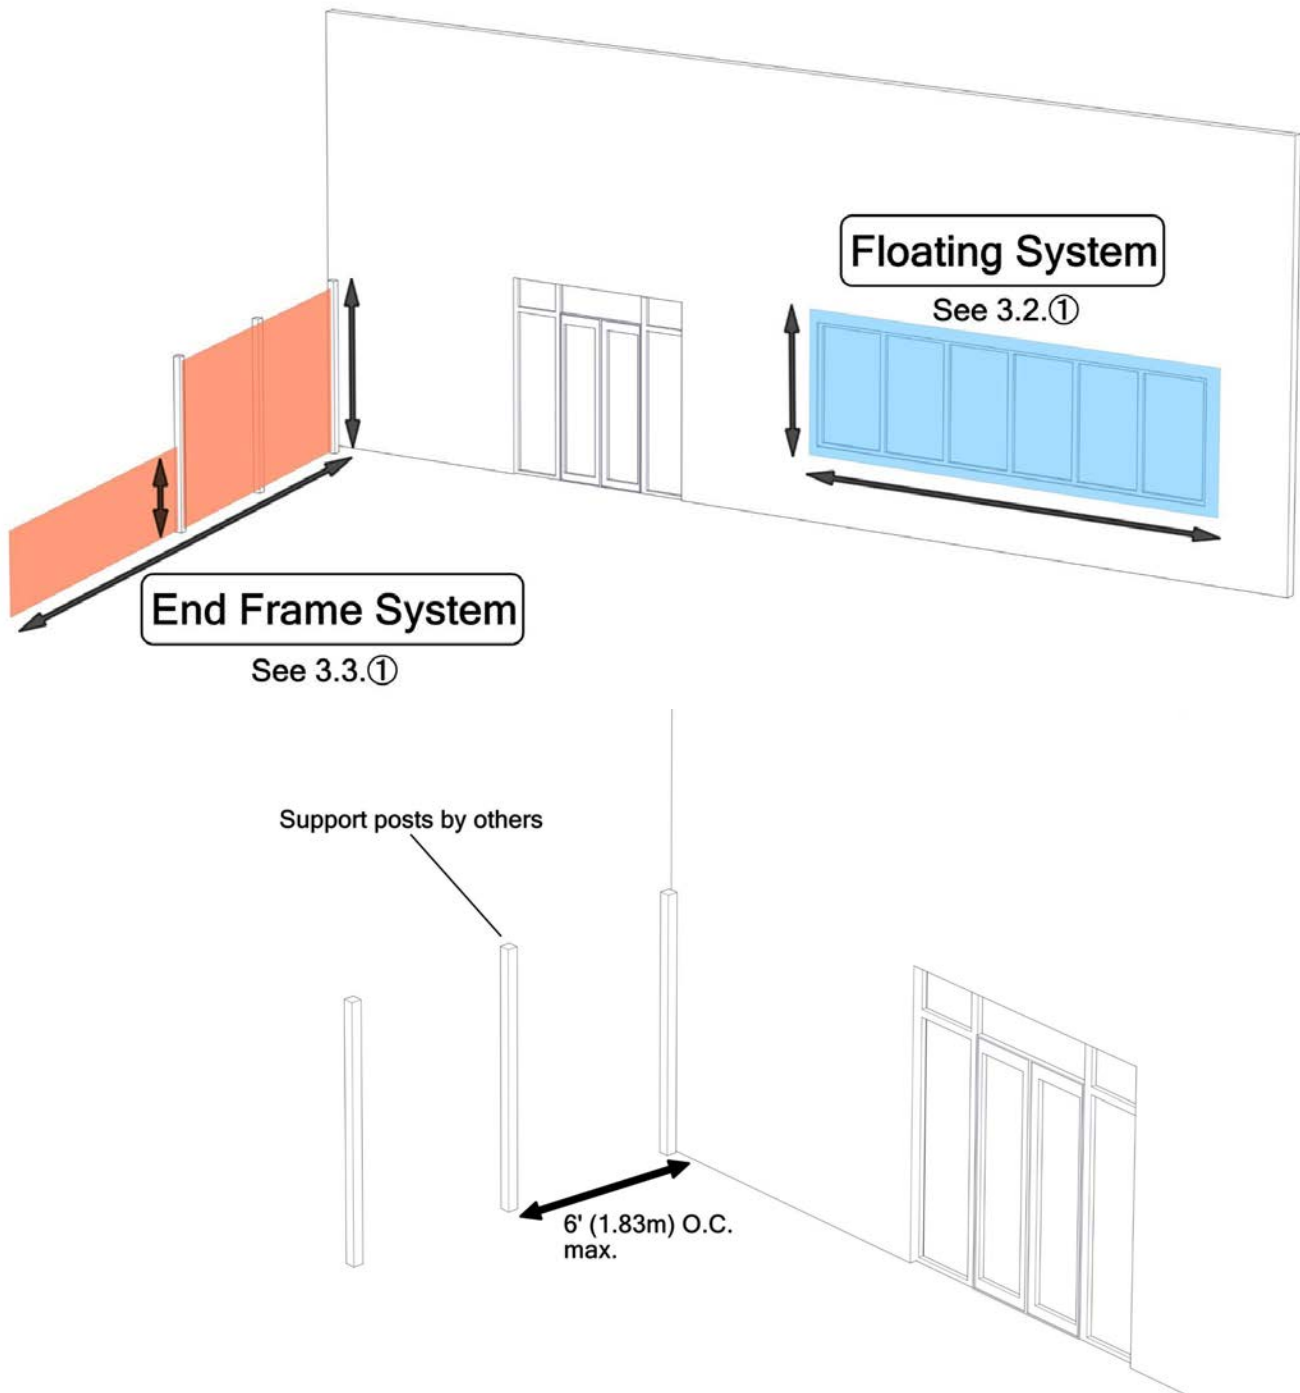 Floating System
See 3.2.①
End Frame System
See 3.3.①
Support posts by others
6' (1.83m) O.C.
max.